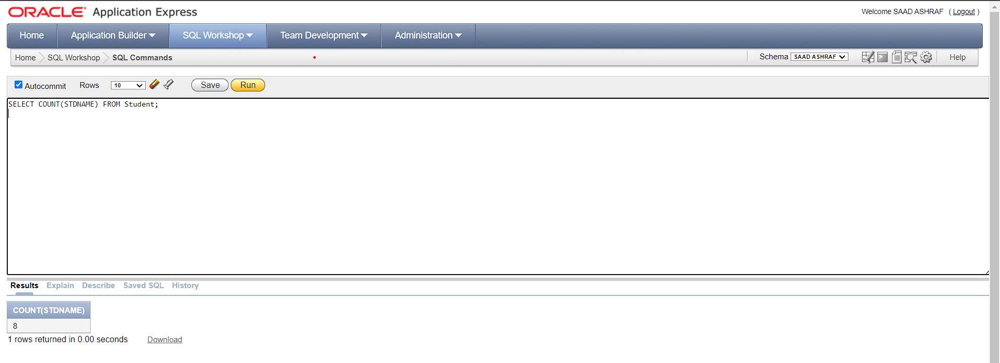 ORACLE® Application Express
Welcome SAAD ASHRAF ( Logout )
Home Application Builder SQL Workshop Team Development Administration
Home SQL Workshop SQL Commands Schema SAAD ASHRAF Help
Autocommit Rows 10 Save Run
SELECT COUNT(STDNAME) FROM Student;
Results Explain Describe Saved SQL History
COUNT(STDNAME)
8
1 rows returned in 0.00 seconds Download